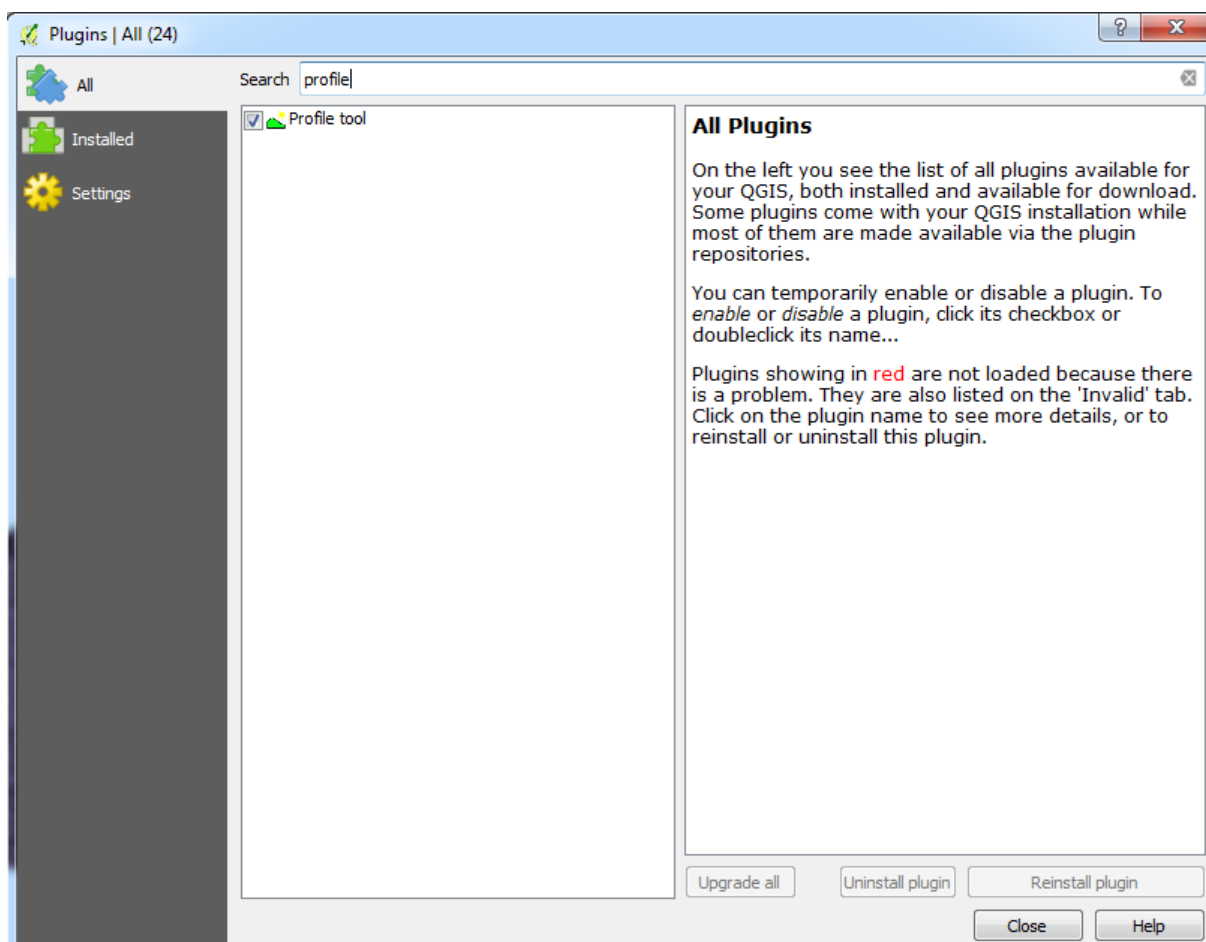 Plugins | All (24)
?
X
All
Installed
Settings
Search profile
Profile tool
All Plugins
On the left you see the list of all plugins available for
your QGIS, both installed and available for download.
Some plugins come with your QGIS installation while
most of them are made available via the plugin
repositories.
You can temporarily enable or disable a plugin. To
enable or disable a plugin, click its checkbox or
doubleclick its name...
Plugins showing in red are not loaded because there
is a problem. They are also listed on the 'Invalid' tab.
Click on the plugin name to see more details, or to
reinstall or uninstall this plugin.
Upgrade all
Uninstall plugin
Reinstall plugin
Close
Help